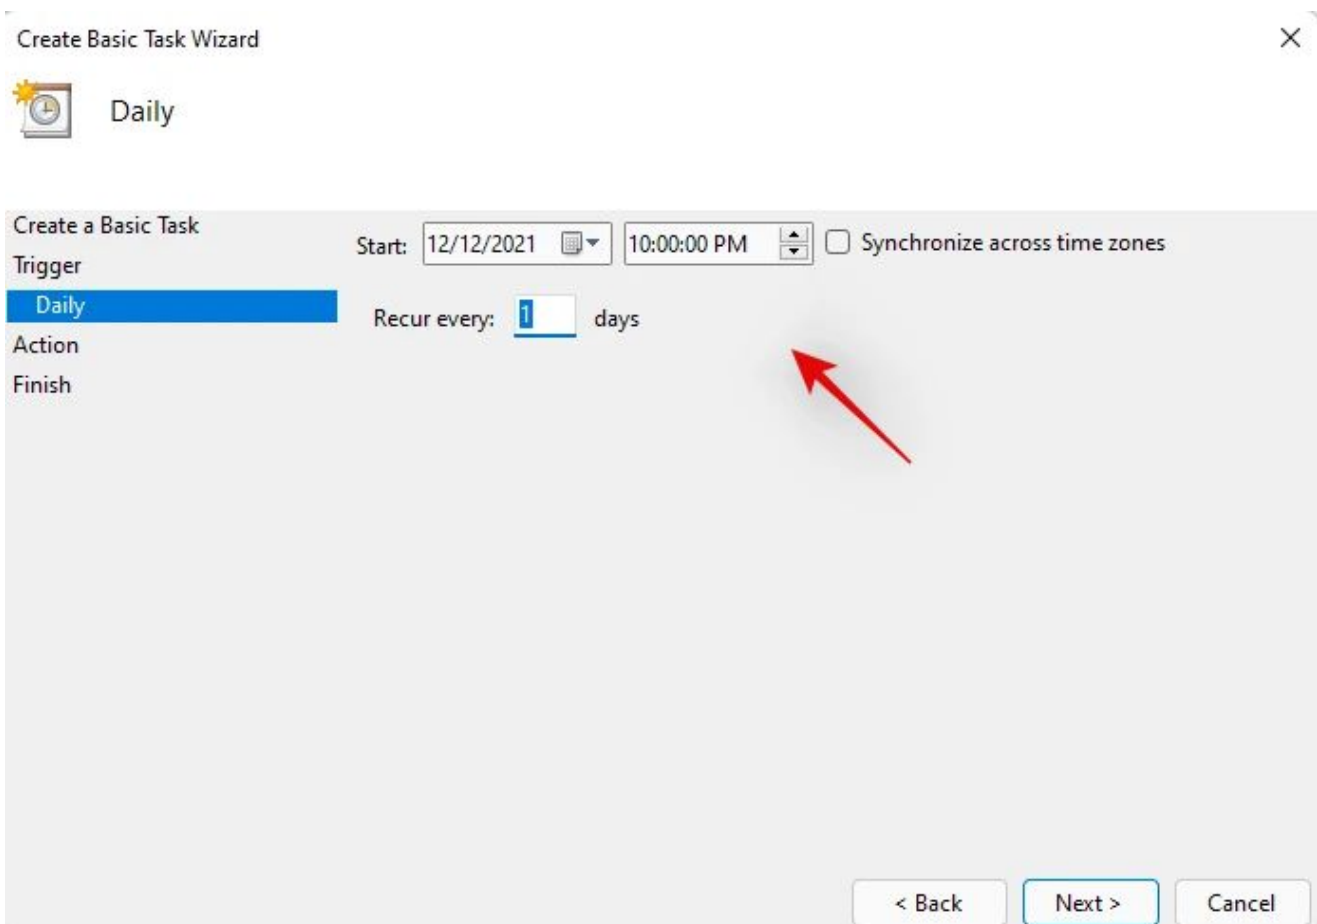 Create Basic Task Wizard
Daily
Create a Basic Task
Trigger
Daily
Action
Finish
Start: 12/12/2021 10:00:00 PM Synchronize across time zones
Recur every: 1 days
< Back Next > Cancel